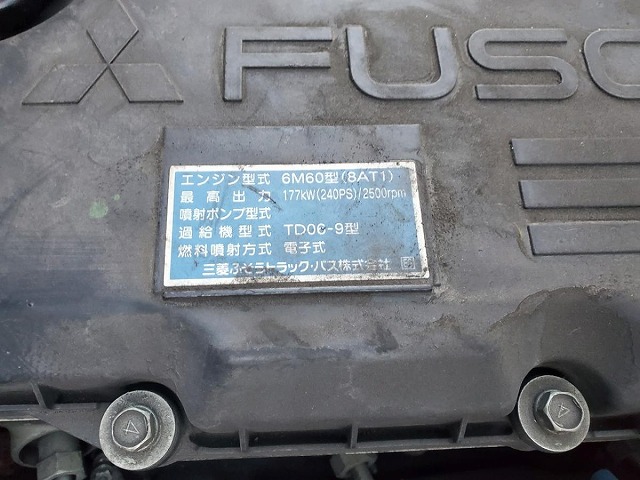 FUSO
エンジン型式 6M60型(8AT1)
最高出力 177kW(240PS)/2500rpm
噴射ポンプ型式
過給機型式 TD06-9型
燃料噴射方式 電子式
三菱ふそうトラック・バス株式会社
4
4